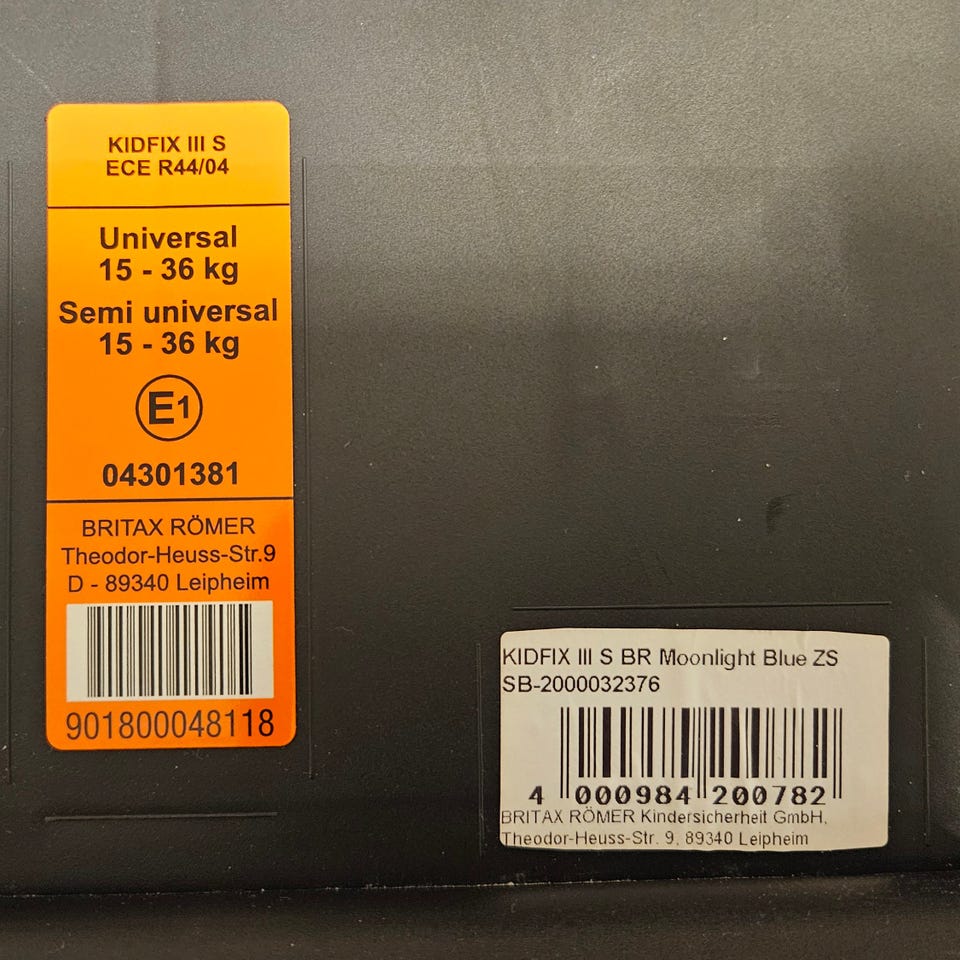 KIDFIX III S
ECE R44/04
Universal
15 - 36 kg
Semi universal
15 - 36 kg
E1
04301381
BRITAX RÖMER
Theodor-Heuss-Str.9
D - 89340 Leipheim
901800048118
KIDFIX III S BR Moonlight Blue ZS
SB-2000032376
4 000984 200782
BRITAX RÖMER Kindersicherheit GmbH,
Theodor-Heuss-Str. 9, 89340 Leipheim